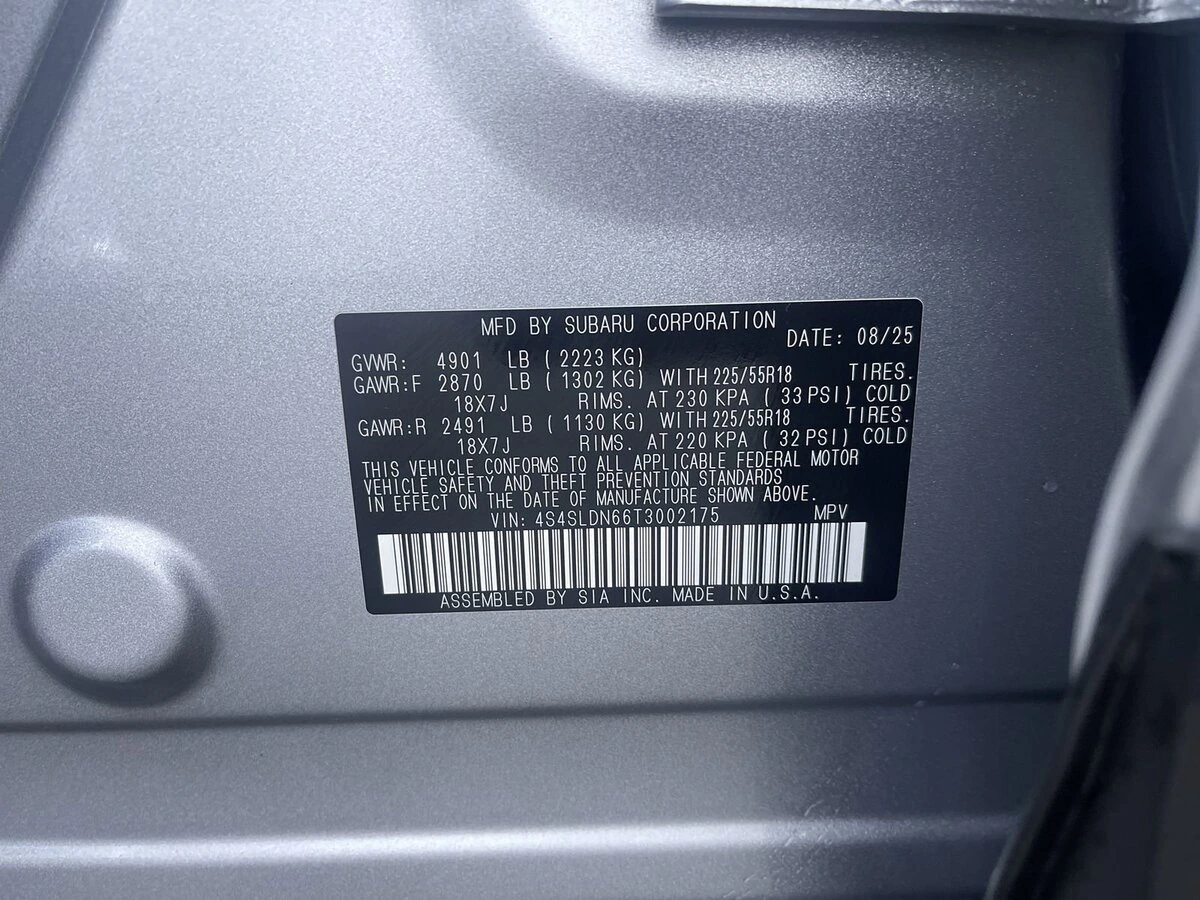 MFD BY SUBARU CORPORATION DATE: 08/25
GVWR: 4901 LB ( 2223 KG)
GAWR:F 2870 LB ( 1302 KG) WITH 225/55R18 TIRES.
18X7J RIMS. AT 230 KPA ( 33 PSI) COLD
GAWR:R 2491 LB ( 1130 KG) WITH 225/55R18 TIRES.
18X7J RIMS. AT 220 KPA ( 32 PSI) COLD
THIS VEHICLE CONFORMS TO ALL APPLICABLE FEDERAL MOTOR
VEHICLE SAFETY AND THEFT PREVENTION STANDARDS
IN EFFECT ON THE DATE OF MANUFACTURE SHOWN ABOVE.
VIN: 4S4SLDN66T3002175 MPV
ASSEMBLED BY SIA INC. MADE IN U.S.A.